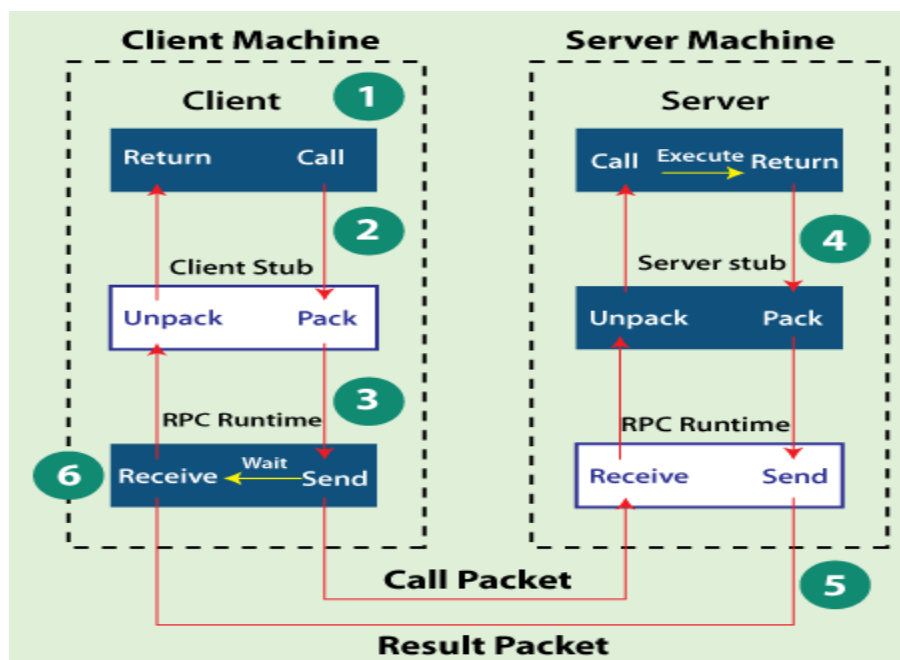 Client Machine
Server Machine
Client
1
Server
Return
Call
Call
Execute
Return
2
4
Client Stub
Server stub
Unpack
Pack
Unpack
Pack
3
RPC Runtime
RPC Runtime
6
Receive
Wait
Send
Receive
Send
Call Packet
5
Result Packet